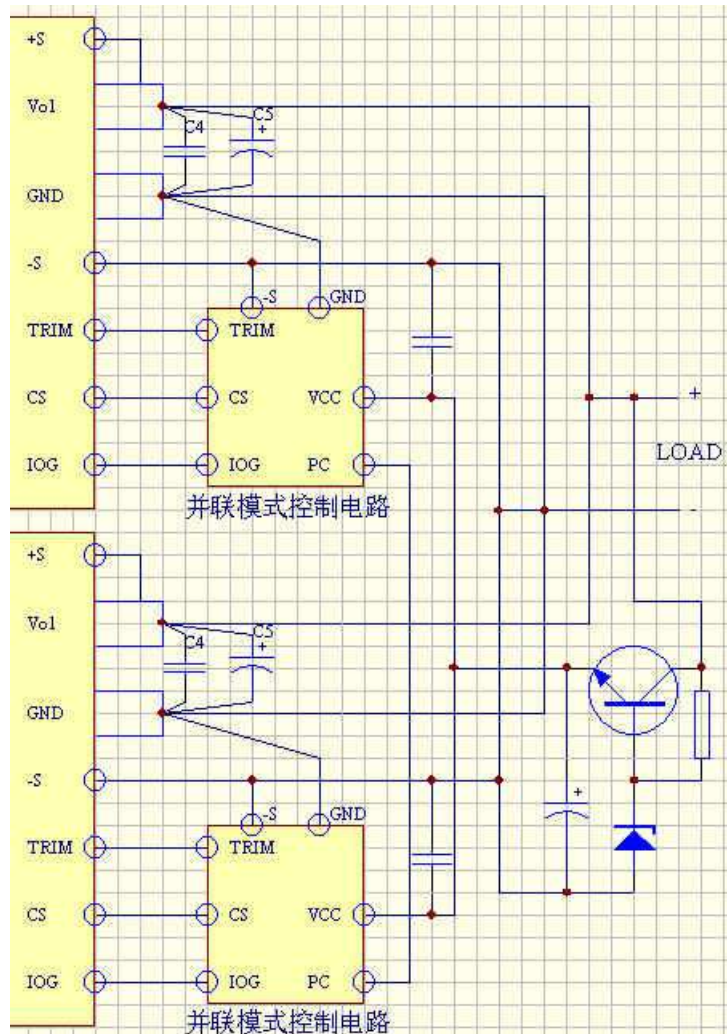 +S
Vo1
C4 C5
+
GND
-S
-S GND
TRIM TRIM
CS CS VCC
+
LOAD
IOG IOG PC
并联模式控制电路
-
+S
Vo1
C4 C5
+
GND
-S
+
-S GND
TRIM TRIM
CS CS VCC
IOG IOG PC
并联模式控制电路